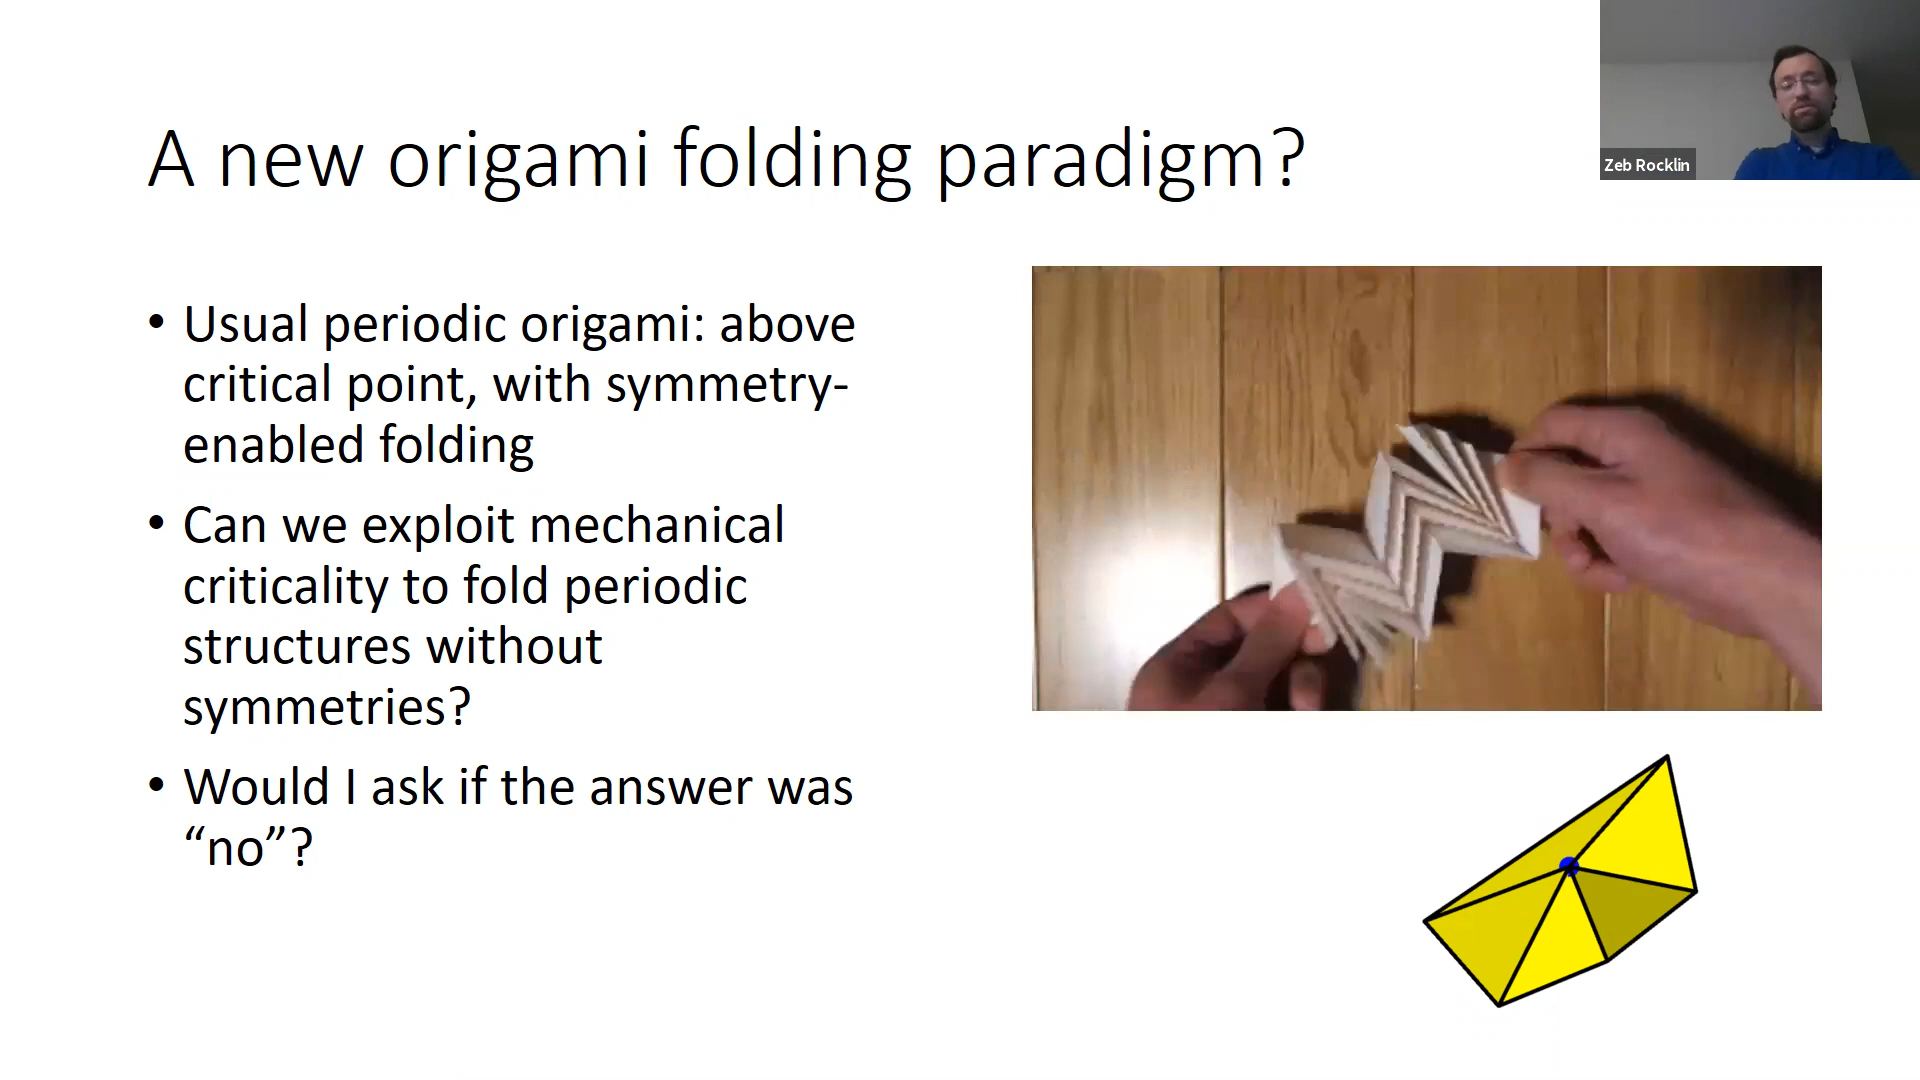 A new origami folding paradigm?
Zeb Rocklin
• Usual periodic origami: above
critical point, with symmetry-
enabled folding
• Can we exploit mechanical
criticality to fold periodic
structures without
symmetries?
• Would I ask if the answer was
“no”?